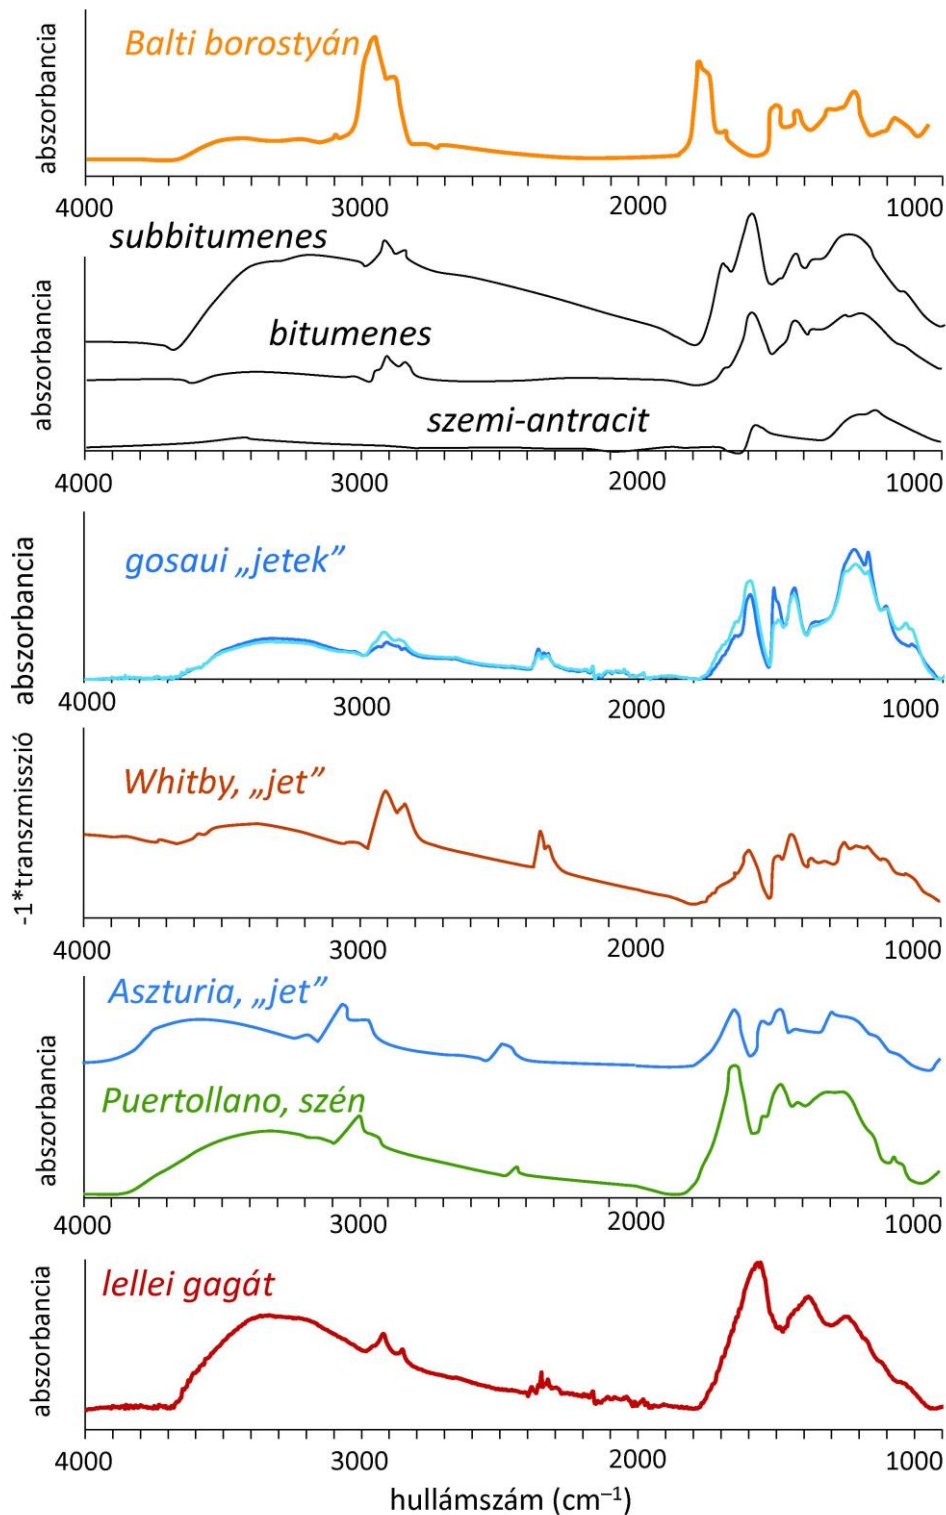 Balti borostyán
abszorbancia
4000 3000 2000 1000
subbitumenes
bitumenes
szemi-antracit
abszorbancia
4000 3000 2000 1000
gosaui „jetek”
abszorbancia
4000 3000 2000 1000
Whitby, „jet”
-1*transzmisszió
4000 3000 2000 1000
Aszturia, „jet”
Puertollano, szén
abszorbancia
4000 3000 2000 1000
lellei gagát
abszorbancia
4000 3000 2000 1000
hullámszám (cm⁻¹)